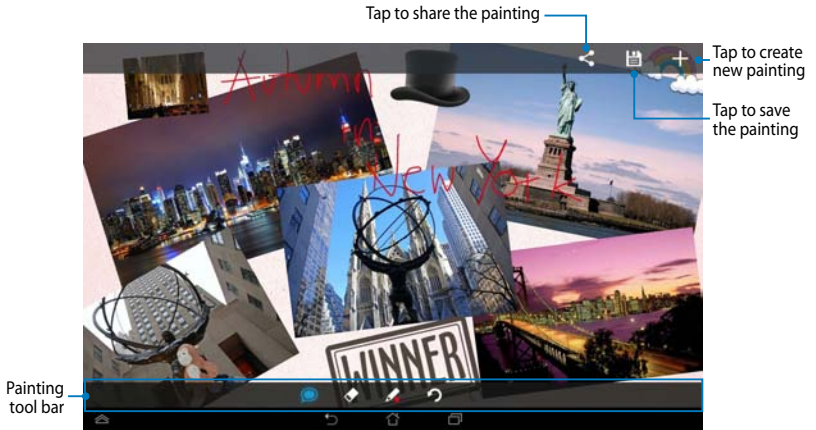 Tap to share the painting
Tap to create
new painting
Tap to save
the painting
Autumn
in
New York
WINNER
Painting
tool bar